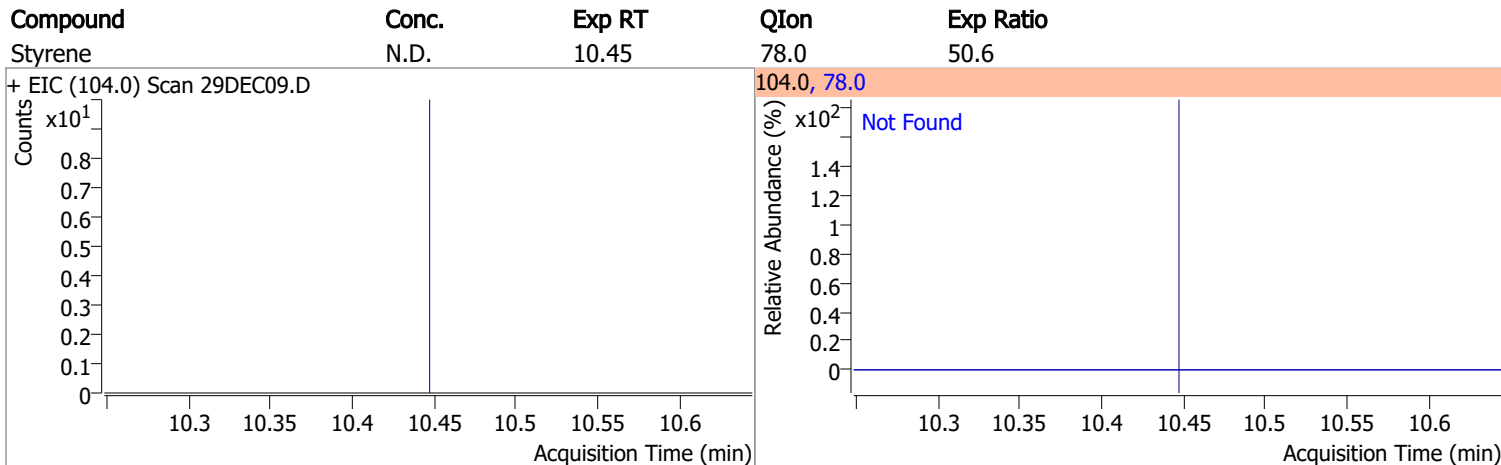 Compound Conc. Exp RT QIon Exp Ratio
Styrene N.D. 10.45 78.0 50.6
+ EIC (104.0) Scan 29DEC09.D
Counts
x10¹
0.8
0.7
0.6
0.5
0.4
0.3
0.2
0.1
0
10.3 10.35 10.4 10.45 10.5 10.55 10.6
Acquisition Time (min)
104.0, 78.0
Relative Abundance (%)
x10²
Not Found
1.4
1.2
1
0.8
0.6
0.4
0.2
0
10.3 10.35 10.4 10.45 10.5 10.55 10.6
Acquisition Time (min)